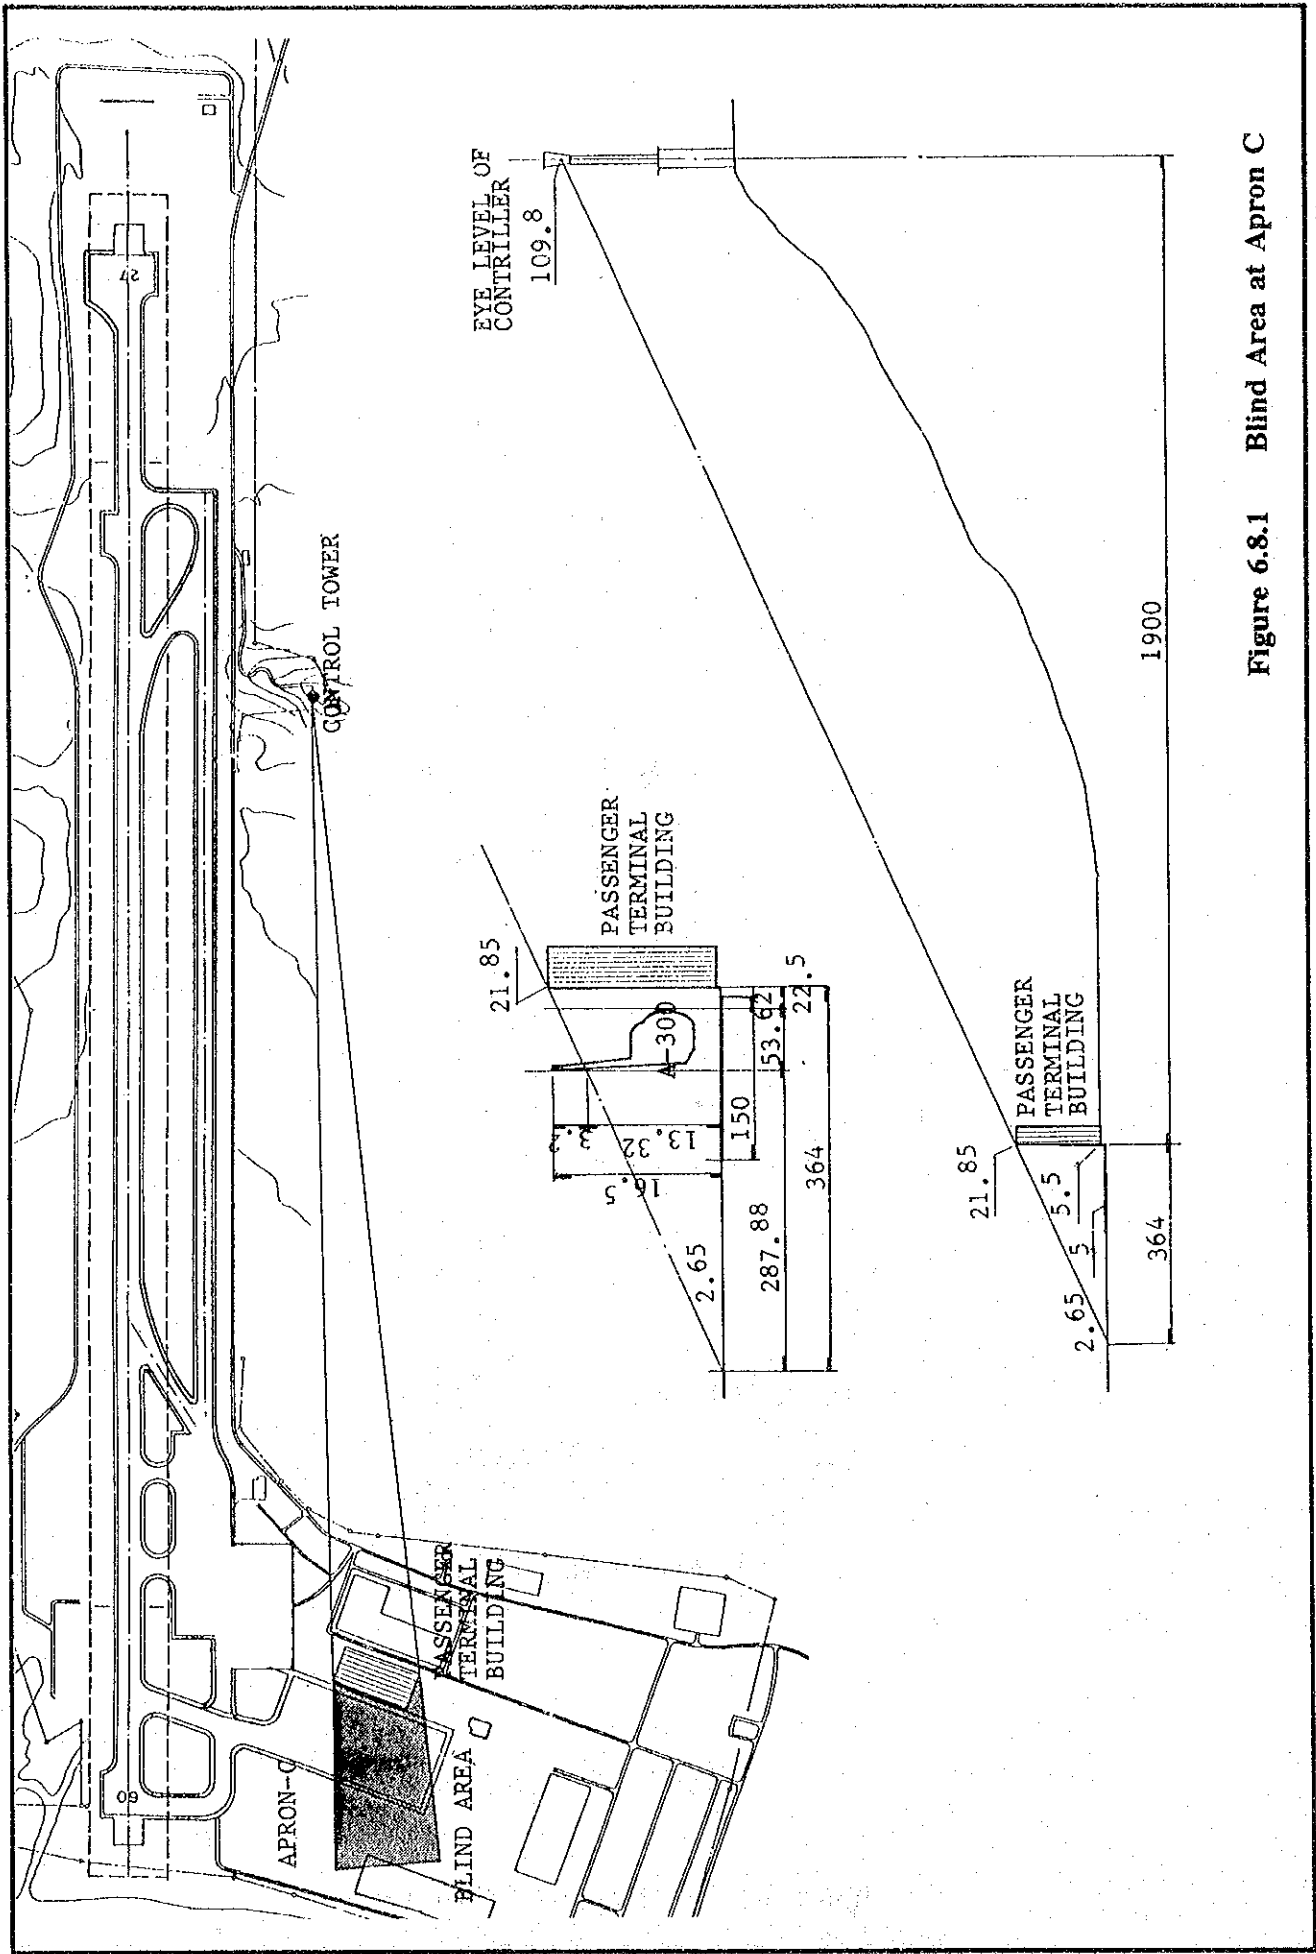 27
09
CONTROL TOWER
APRON-C
PASSENGER
TERMINAL
BUILDING
BLIND AREA
21.85
PASSENGER
TERMINAL
BUILDING
A-300
3.2
13.32
16.5
150
53.62
22.5
2.65
287.88
364
EYE LEVEL OF
CONTRILLER
109.8
21.85
PASSENGER
TERMINAL
BUILDING
5.5
5
2.65
364
1900
Figure 6.8.1 Blind Area at Apron C